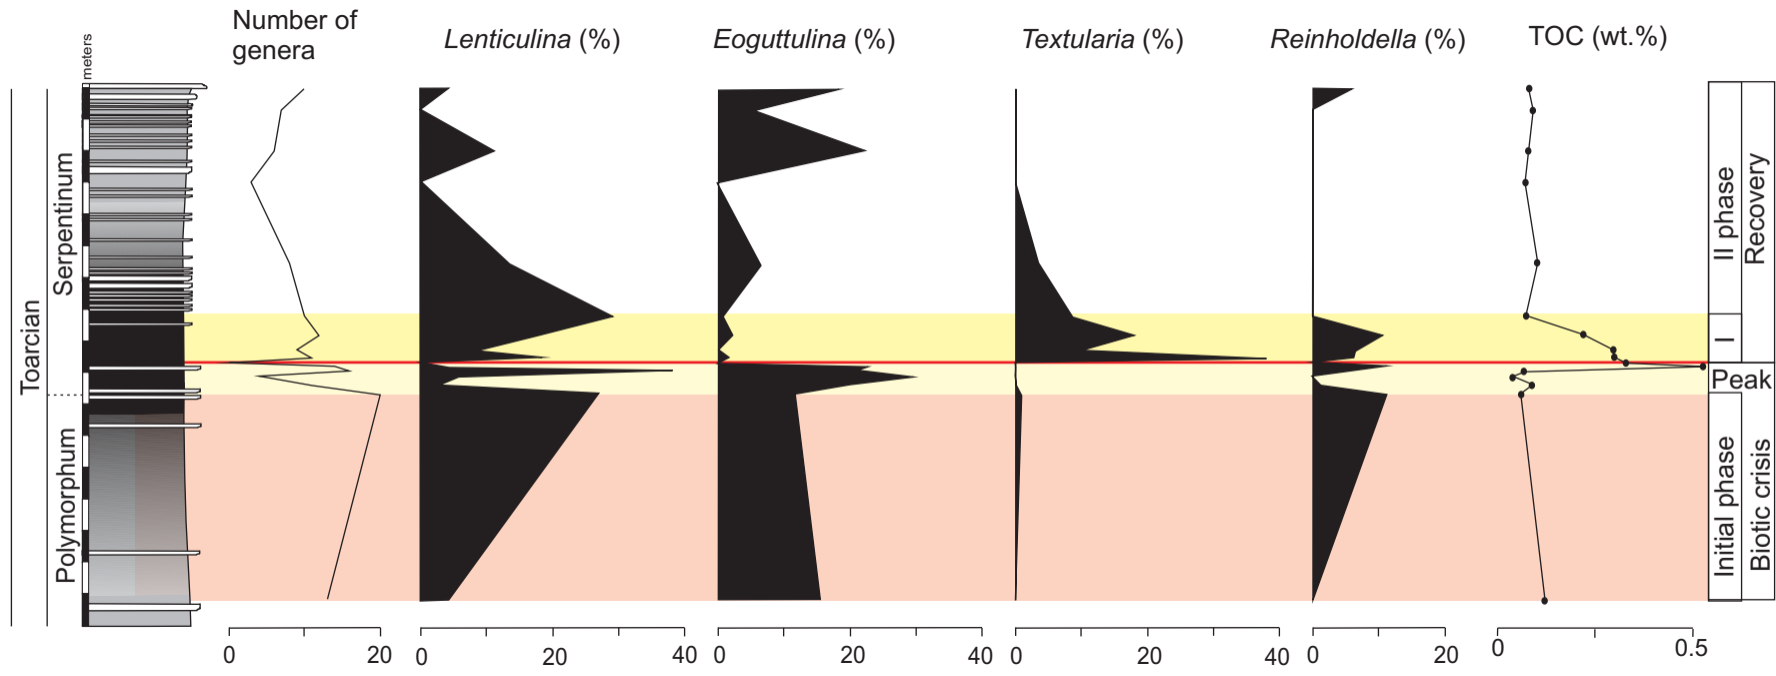 meters
Number of
genera
Lenticulina (%)
Eoguttulina (%)
Textularia (%)
Reinholdella (%)
TOC (wt.%)
Toarcian
Serpentinum
Polymorphum
II phase
Recovery
I
Peak
Initial phase
Biotic crisis
0 20
0 20 40
0 20 40
0 20 40
0 20
0 0.5